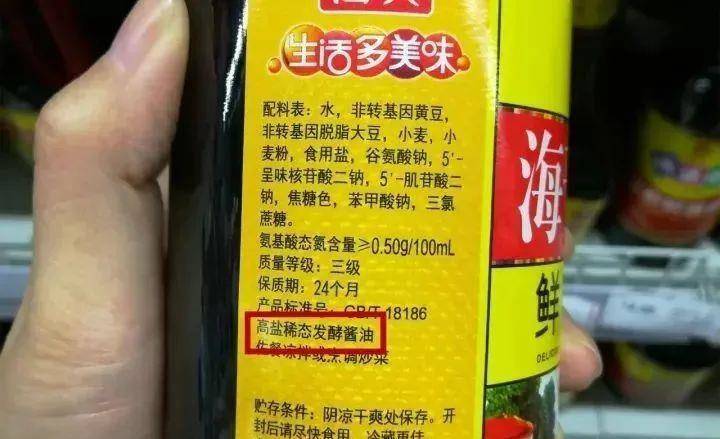 生活多美味
配料表：水，非转基因黄豆，
非转基因脱脂大豆，小麦，小
麦粉，食用盐，谷氨酸钠，5'-
呈味核苷酸二钠，5'-肌苷酸二
钠，焦糖色，苯甲酸钠，三氯
蔗糖。
氨基酸态氮含量≥0.50g/100mL
质量等级：三级
保质期：24个月
产品标准号：GB/T 18186
高盐稀态发酵酱油
佐餐凉拌或烹调炒菜
贮存条件：阴凉干爽处保存。开
封后请尽快食用，冷藏更佳
海
鲜